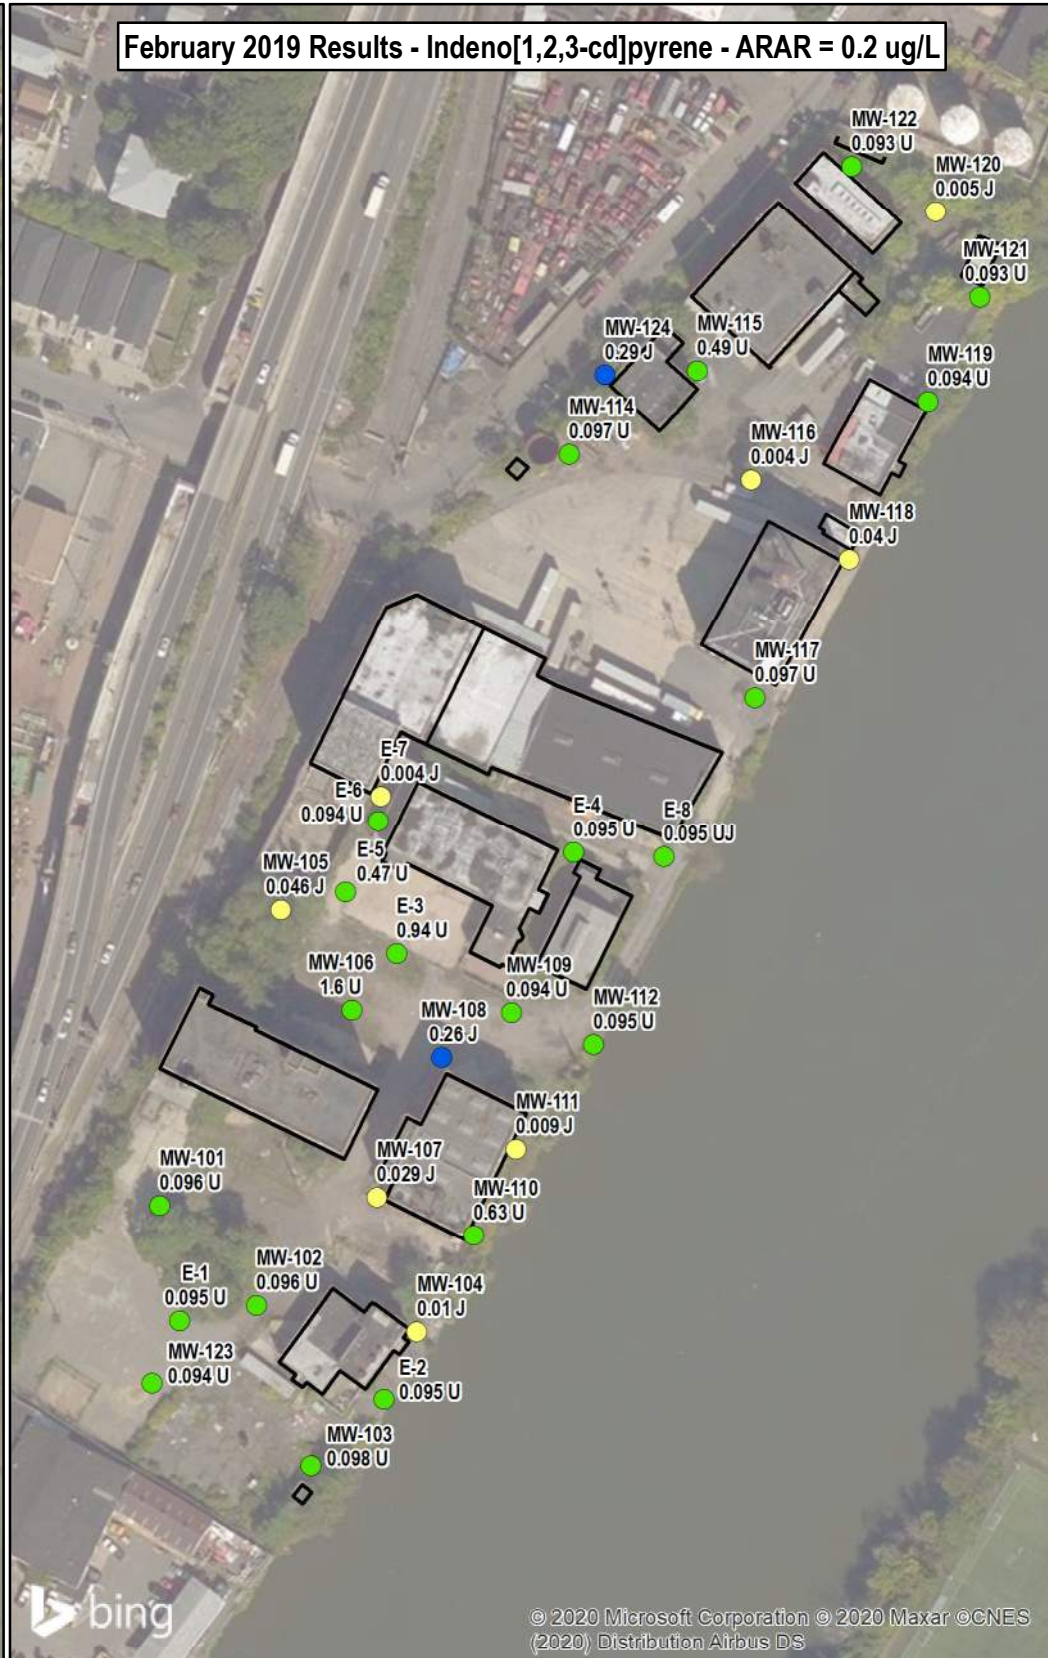 February 2019 Results - Indeno[1,2,3-cd]pyrene - ARAR = 0.2 ug/L
MW-122
0.093 U
MW-120
0.005 J
MW-121
0.093 U
MW-124
0.29 J
MW-115
0.49 U
MW-119
0.094 U
MW-114
0.097 U
MW-116
0.004 J
MW-118
0.04 J
MW-117
0.097 U
E-7
0.004 J
E-6
0.094 U
E-4
0.095 U
E-8
0.095 UJ
E-5
0.47 U
MW-105
0.046 J
E-3
0.94 U
MW-106
1.6 U
MW-109
0.094 U
MW-108
0.26 J
MW-112
0.095 U
MW-111
0.009 J
MW-107
0.029 J
MW-101
0.096 U
MW-110
0.63 U
MW-102
0.096 U
E-1
0.095 U
MW-104
0.01 J
MW-123
0.094 U
E-2
0.095 U
MW-103
0.098 U
bing
© 2020 Microsoft Corporation © 2020 Maxar ©CNES
(2020) Distribution Airbus DS